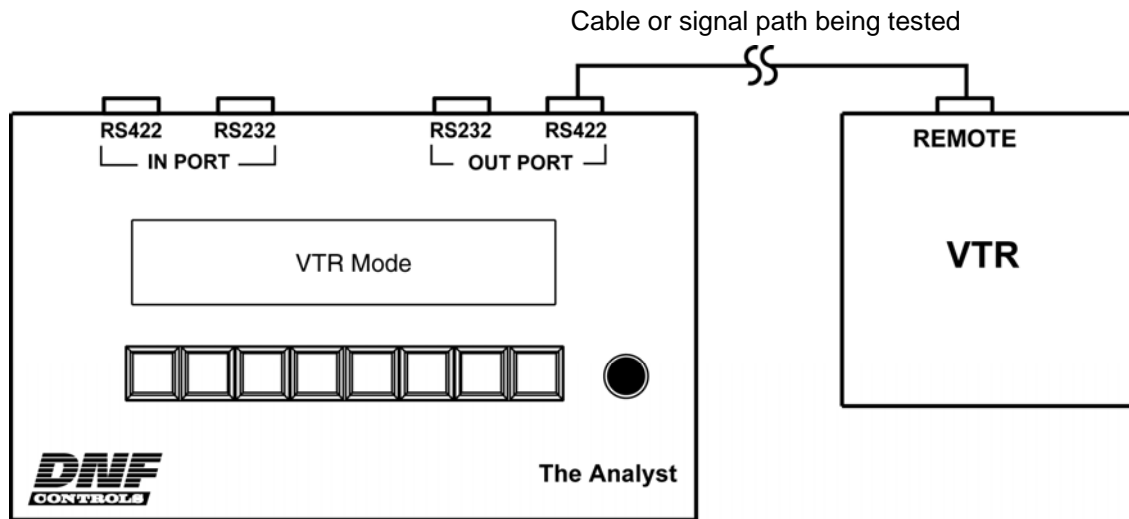 Cable or signal path being tested
RS422 RS232 RS232 RS422
IN PORT OUT PORT
REMOTE
VTR Mode
VTR
DNF
CONTROLS
The Analyst